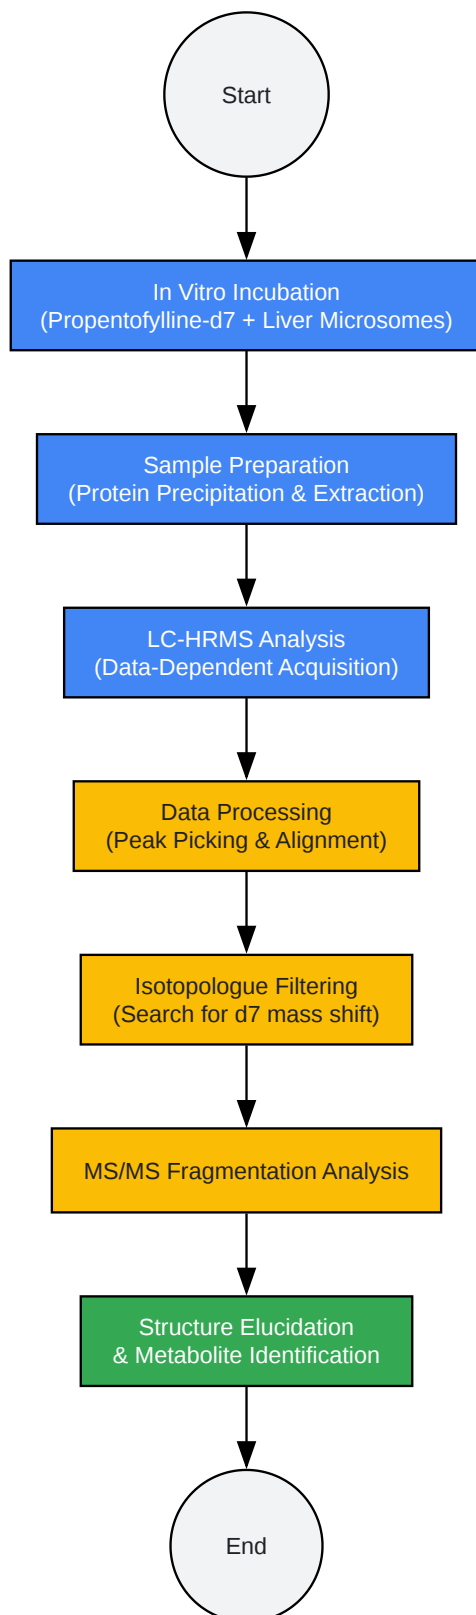 Start
In Vitro Incubation
(Propentofylline-d7 + Liver Microsomes)
Sample Preparation
(Protein Precipitation & Extraction)
LC-HRMS Analysis
(Data-Dependent Acquisition)
Data Processing
(Peak Picking & Alignment)
Isotopologue Filtering
(Search for d7 mass shift)
MS/MS Fragmentation Analysis
Structure Elucidation
& Metabolite Identification
End